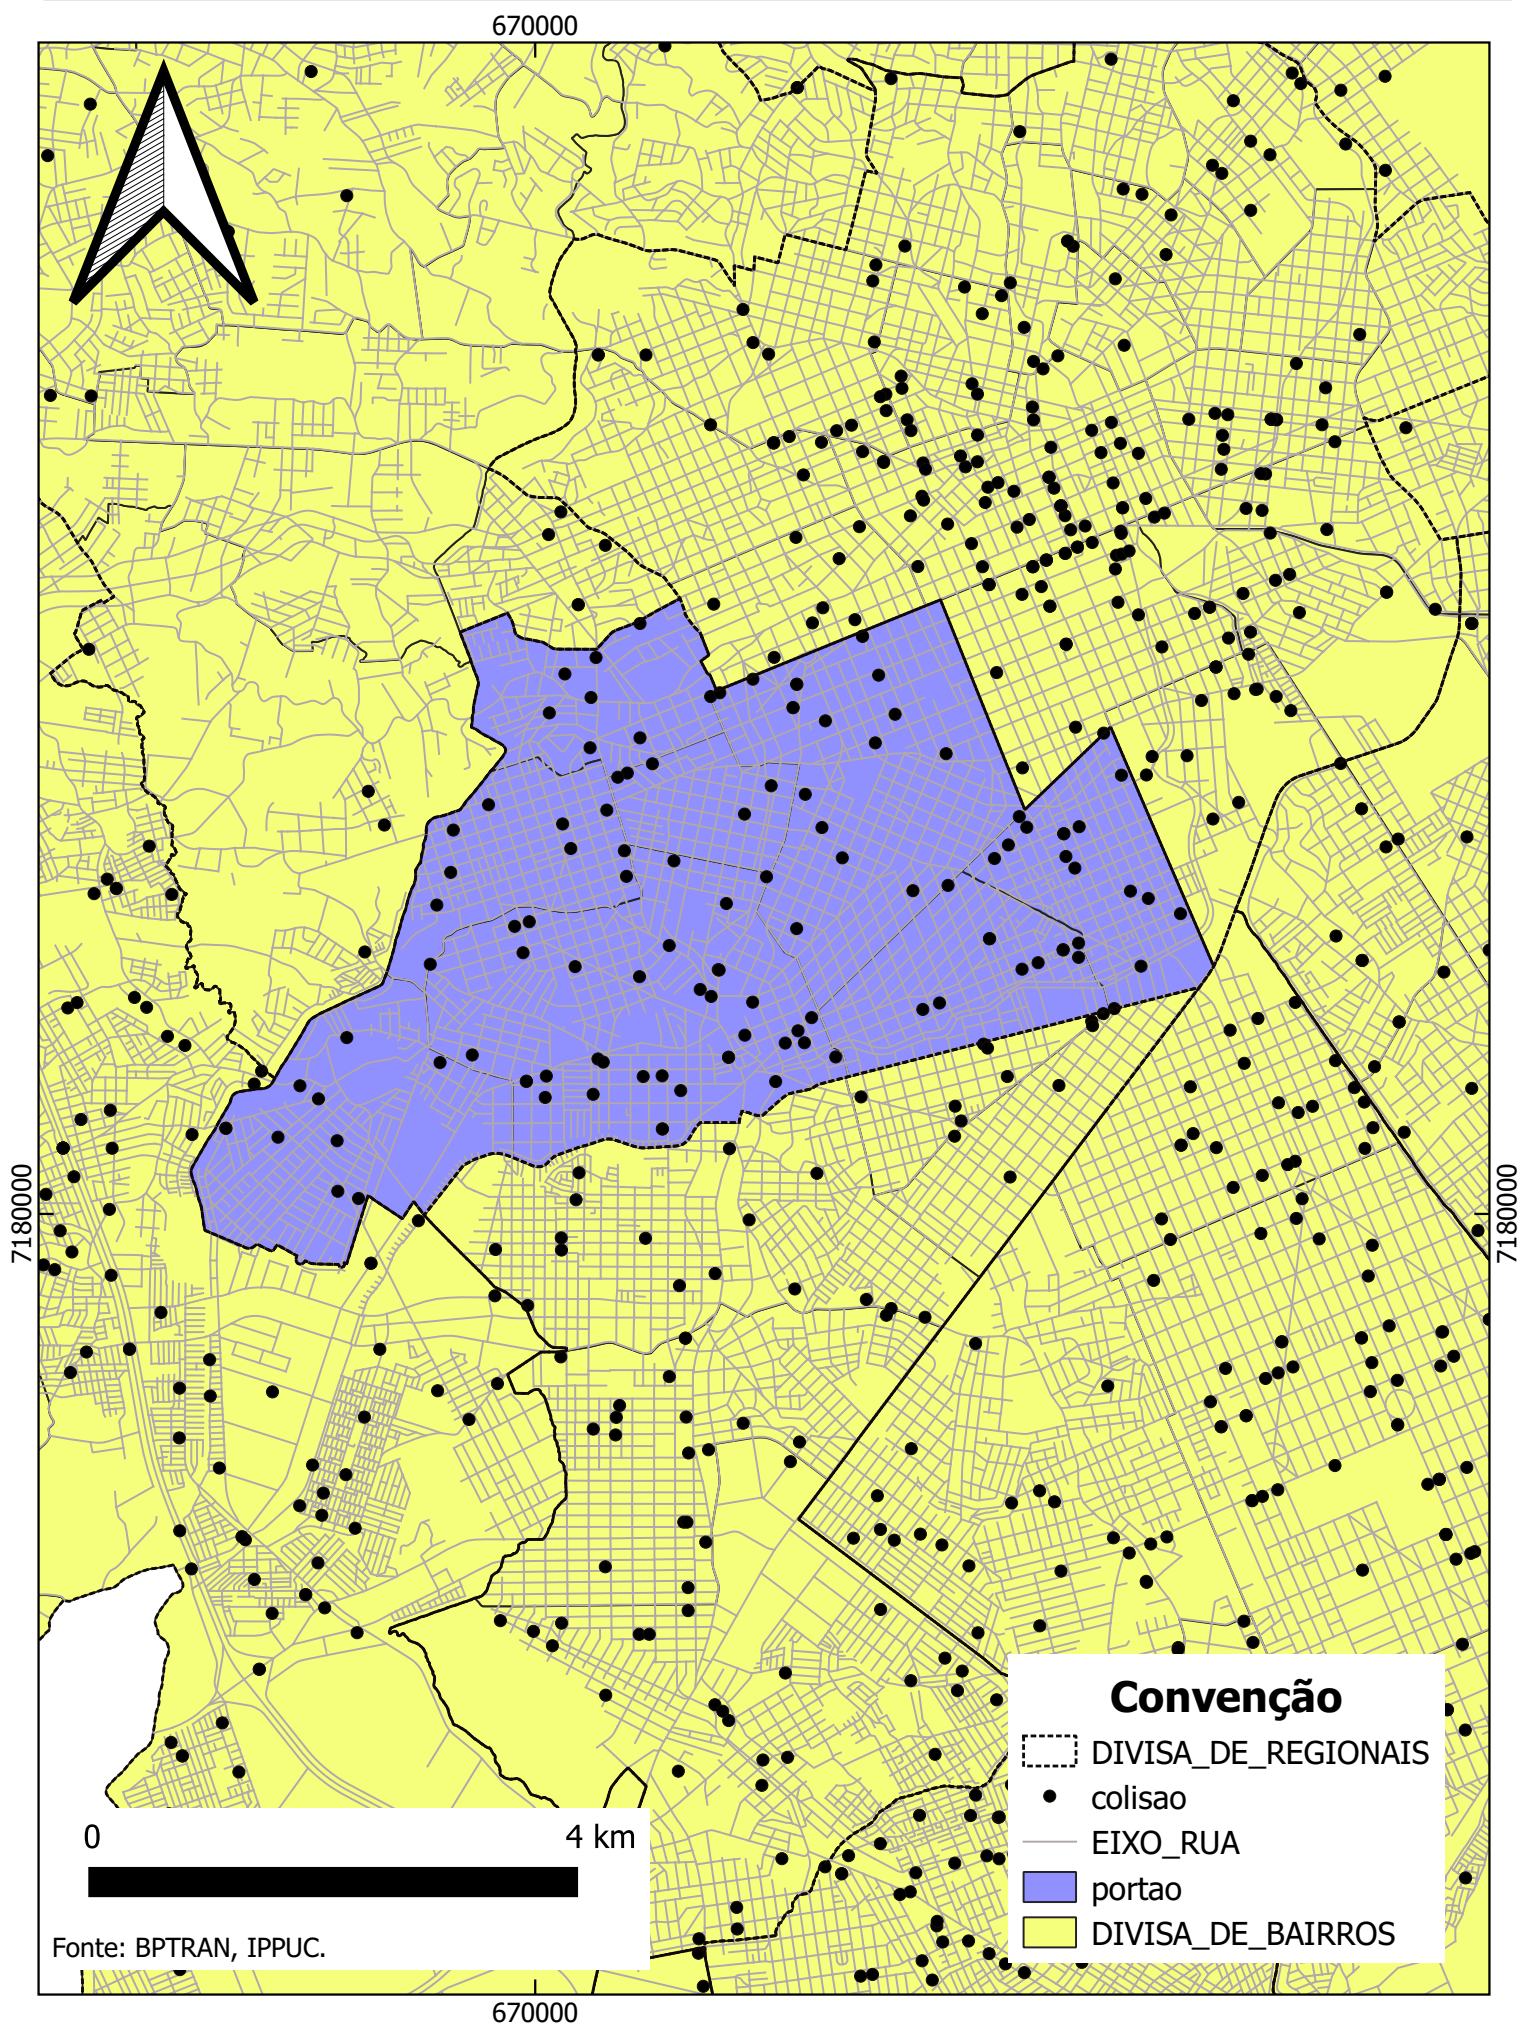 670000
7180000
7180000
Convenção
DIVISA_DE_REGIONAIS
colisao
EIXO_RUA
portao
DIVISA_DE_BAIRROS
0 4 km
Fonte: BPTRAN, IPPUC.
670000